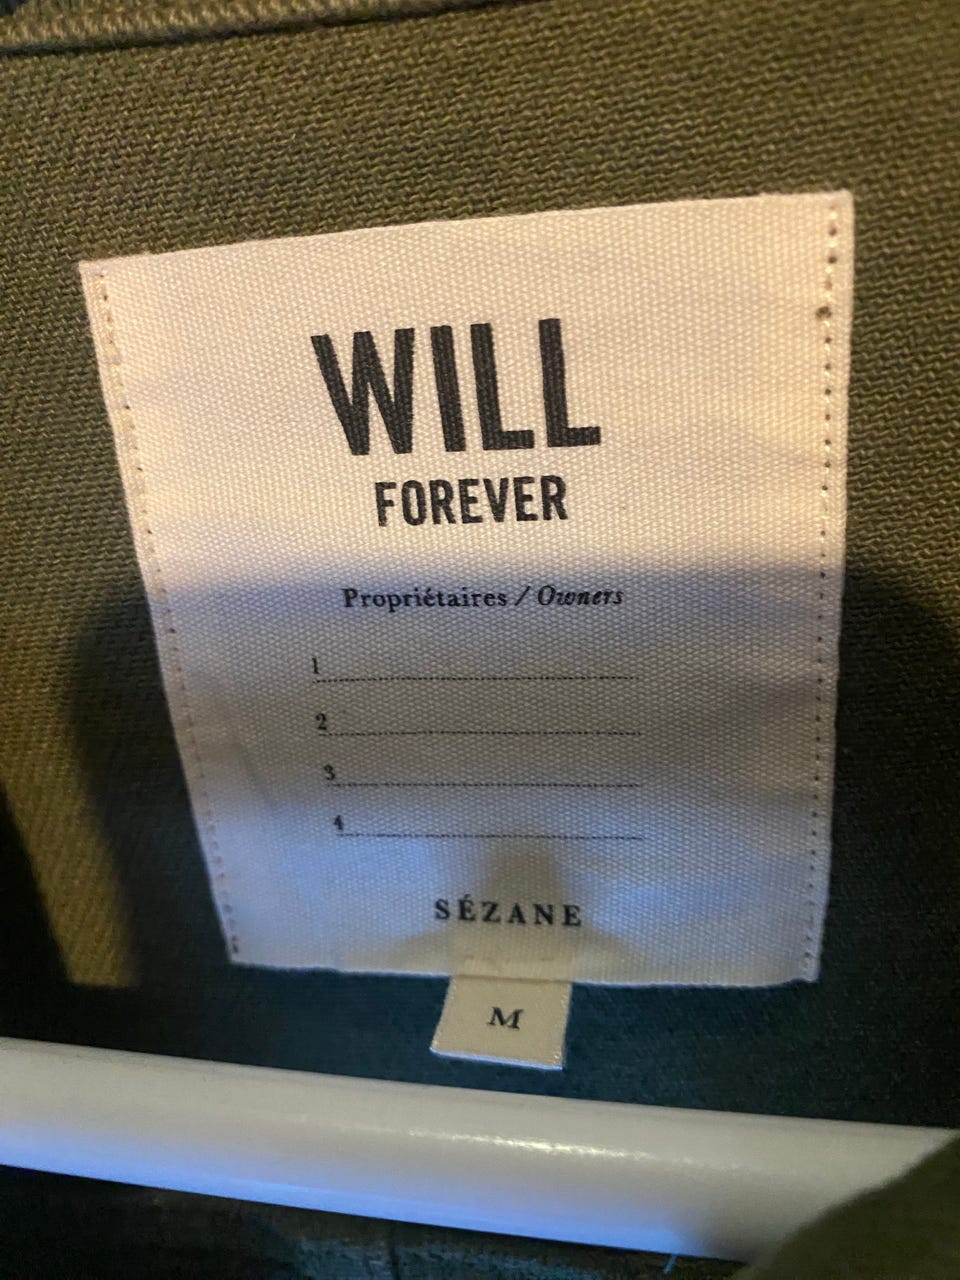 WILL
FOREVER
Propriétaires / Owners
1
2
3
4
SÉZANE
M